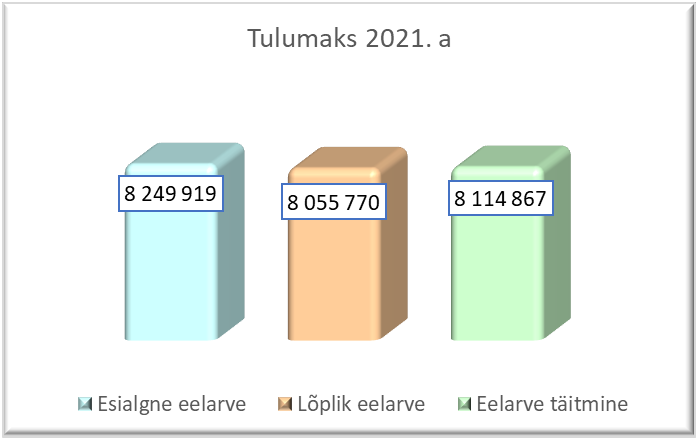 Tulumaks 2021. a
8 249 919
8 055 770
8 114 867
Esialgne eelarve Lõplik eelarve Eelarve täitmine